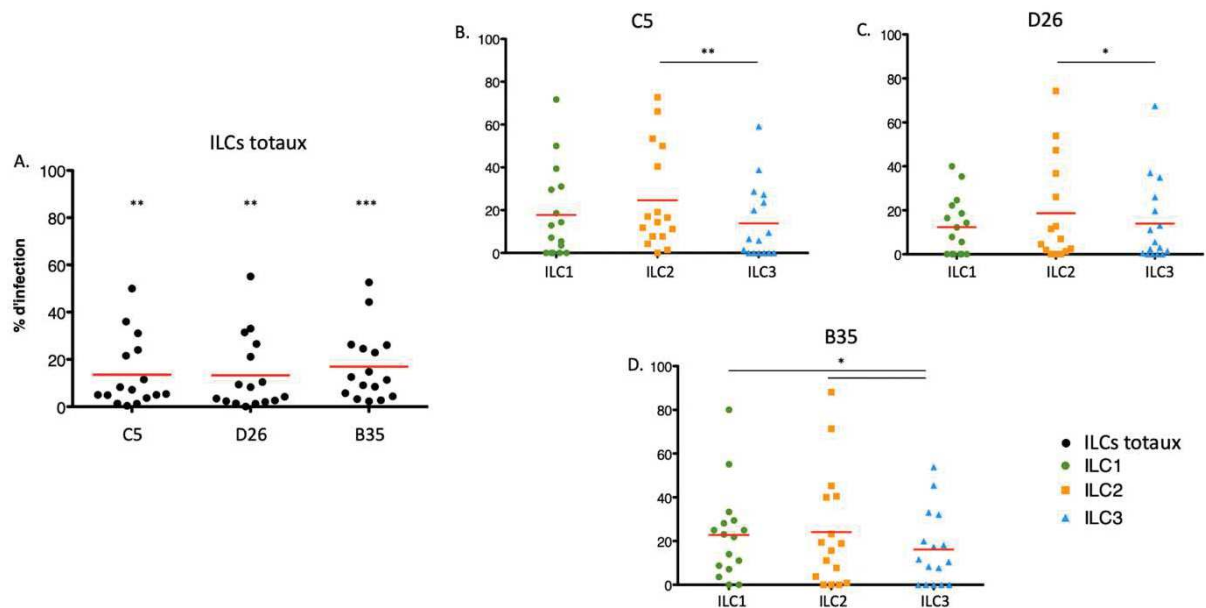 A.
ILCs totaux
% d'infection
100
80
60
40
20
0
** ** ***
C5 D26 B35
B.
C5
100
80
60
40
20
0
**
ILC1 ILC2 ILC3
C.
D26
100
80
60
40
20
0
*
ILC1 ILC2 ILC3
D.
B35
100
80
60
40
20
0
*
ILC1 ILC2 ILC3
ILCs totaux
ILC1
ILC2
ILC3